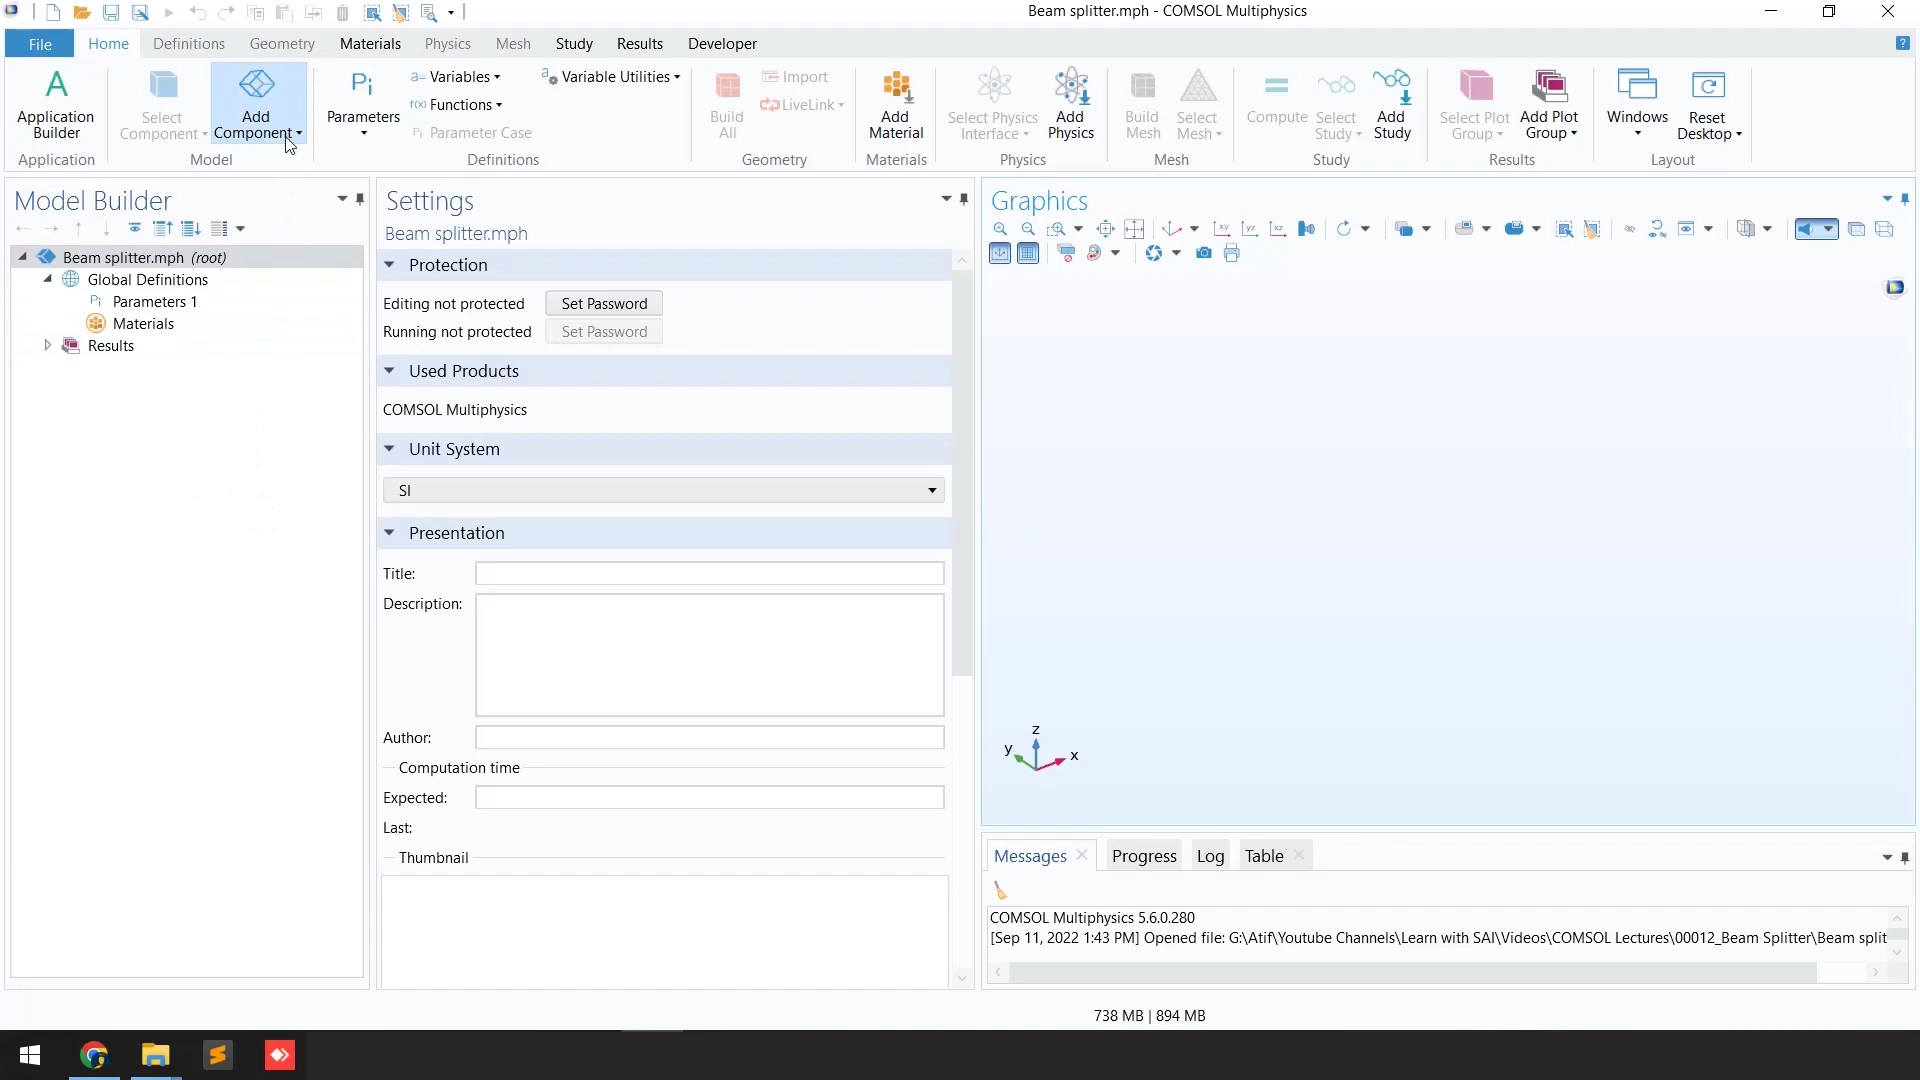 Beam splitter.mph - COMSOL Multiphysics
File Home Definitions Geometry Materials Physics Mesh Study Results Developer
Application Builder
Select Component
Add Component
Pi Parameters
a= Variables
f(x) Functions
Pi Parameter Case
Variable Utilities
Build All
Import
LiveLink
Add Material
Select Physics Interface
Add Physics
Build Mesh
Select Mesh
Compute
Select Study
Add Study
Select Plot Group
Add Plot Group
Windows
Reset Desktop
Application Model Definitions Geometry Materials Physics Mesh Study Results Layout
Model Builder
Beam splitter.mph (root)
Global Definitions
Pi Parameters 1
Materials
Results
Settings
Beam splitter.mph
Protection
Editing not protected Set Password
Running not protected Set Password
Used Products
COMSOL Multiphysics
Unit System
SI
Presentation
Title:
Description:
Author:
Computation time
Expected:
Last:
Thumbnail
Graphics
xy yz xz
z
y
x
Messages Progress Log Table
COMSOL Multiphysics 5.6.0.280
[Sep 11, 2022 1:43 PM] Opened file: G:\Atif\Youtube Channels\Learn with SAI\Videos\COMSOL Lectures\00012_Beam Splitter\Beam split
738 MB | 894 MB